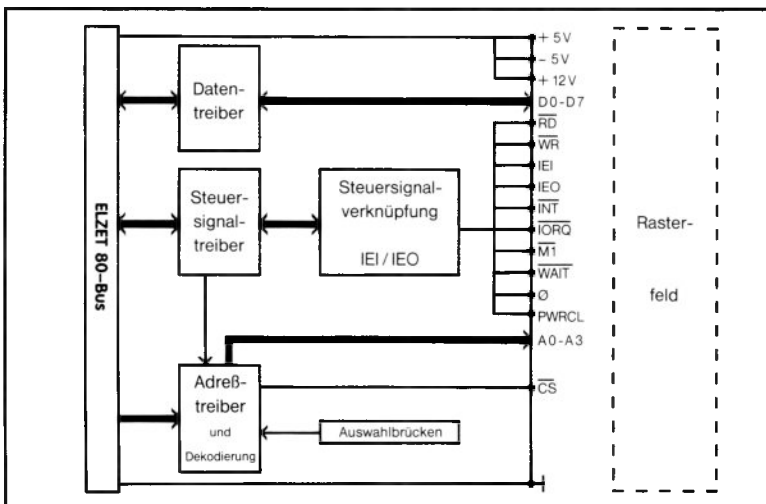 ELZET 80-Bus
Daten-
treiber
Steuer-
signal-
treiber
Steuersignal-
verknüpfung
IEI / IEO
Adreß-
treiber
und
Dekodierung
Auswahlbrücken
+ 5V
- 5V
+ 12V
D0-D7
RD
WR
IEI
IEO
INT
IORQ
M1
WAIT
Ø
PWRCL
A0-A3
CS
Raster-
feld